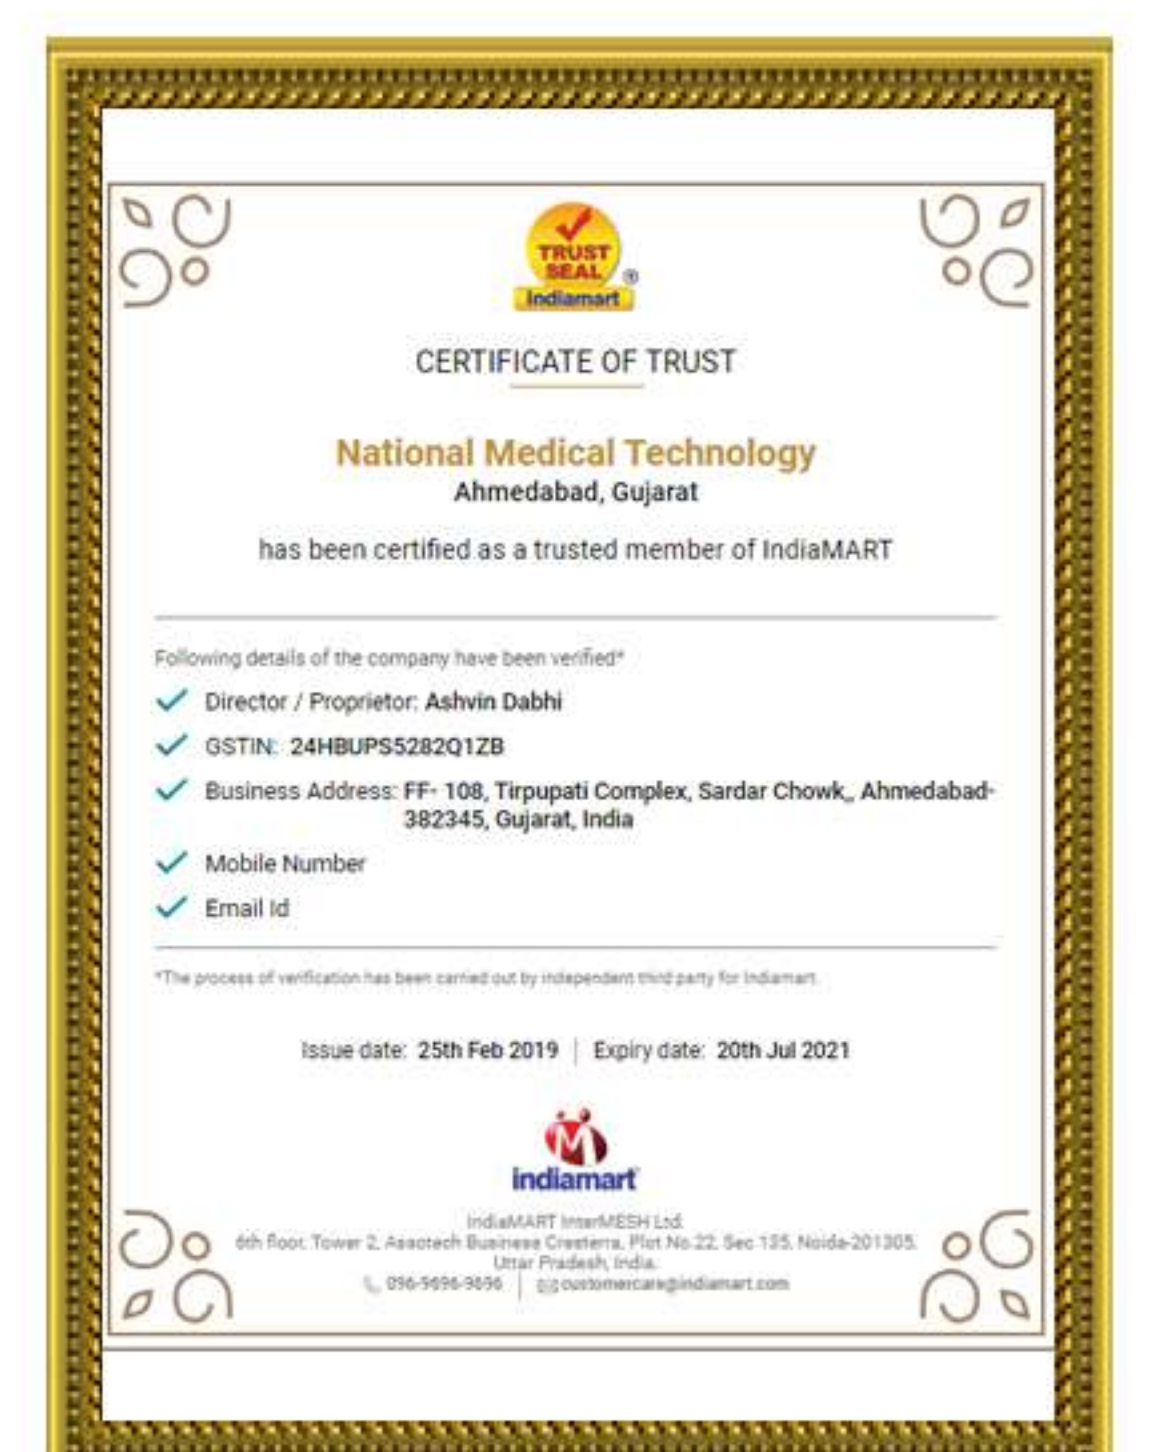 TRUST
SEAL
®
Indiamart
CERTIFICATE OF TRUST
National Medical Technology
Ahmedabad, Gujarat
has been certified as a trusted member of IndiaMART
Following details of the company have been verified*
Director / Proprietor: Ashvin Dabhi
GSTIN: 24HBUPS5282Q1ZB
Business Address: FF- 108, Tirpupati Complex, Sardar Chowk,, Ahmedabad-
382345, Gujarat, India
Mobile Number
Email Id
*The process of verification has been carried out by independent third party for Indiamart.
Issue date: 25th Feb 2019 | Expiry date: 20th Jul 2021
M
indiamart
IndiaMART InterMESH Ltd.
6th floor, Tower 2, Assotech Business Cresterra, Plot No.22, Sec 135, Noida-201305,
Uttar Pradesh, India.
096-9696-9696 | customercare@indiamart.com